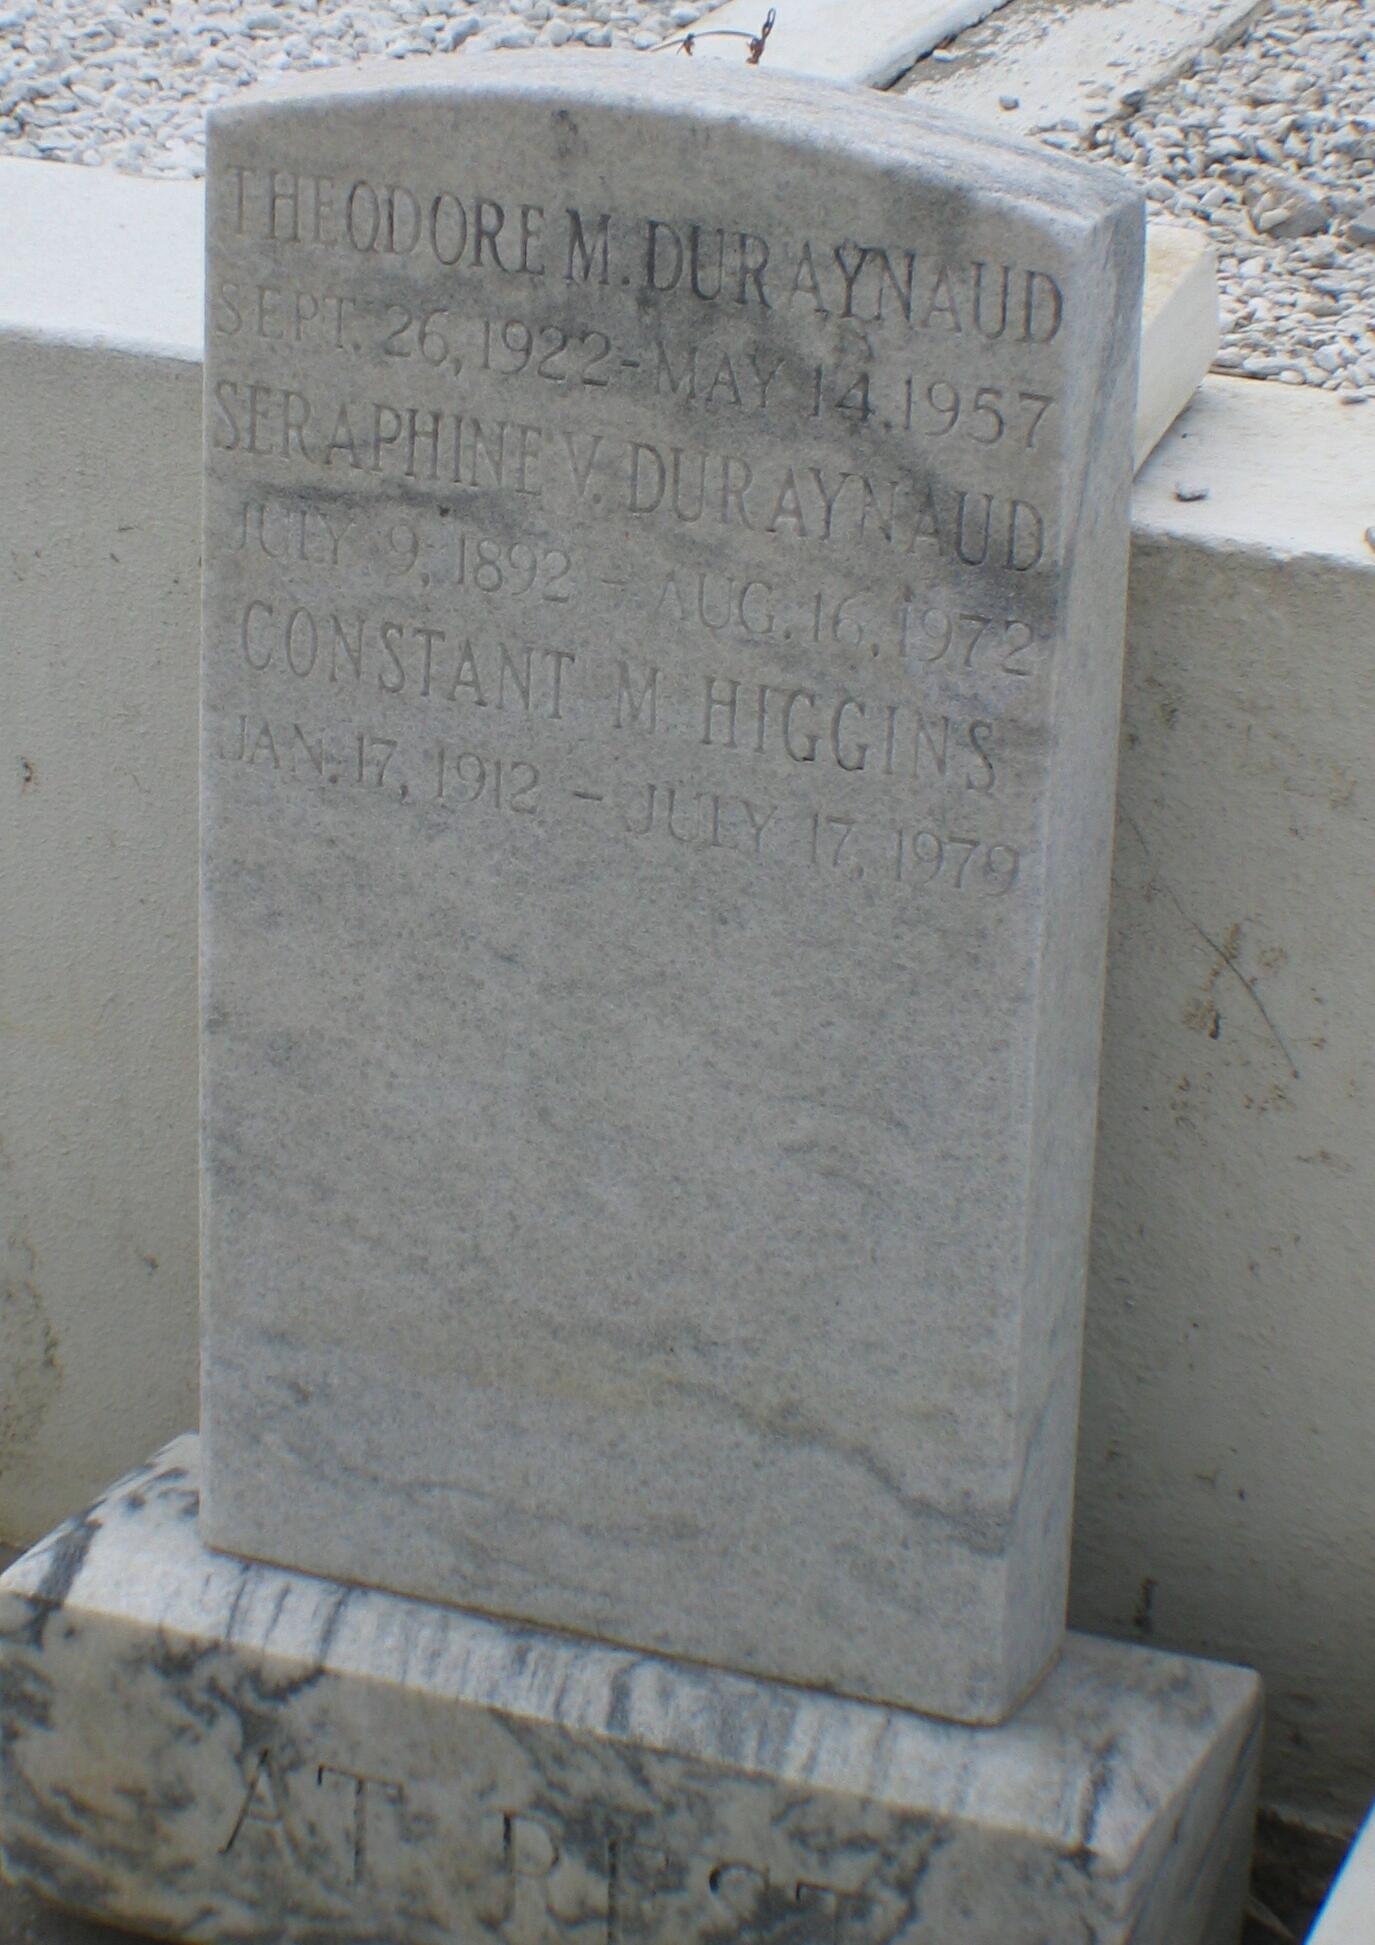 THEODORE M. DURAYNAUD
SEPT. 26, 1922 - MAY 14, 1957
SERAPHINE V. DURAYNAUD
JULY 9, 1892 - AUG. 16, 1972
CONSTANT M. HIGGINS
JAN. 17, 1912 - JULY 17, 1979
AT REST